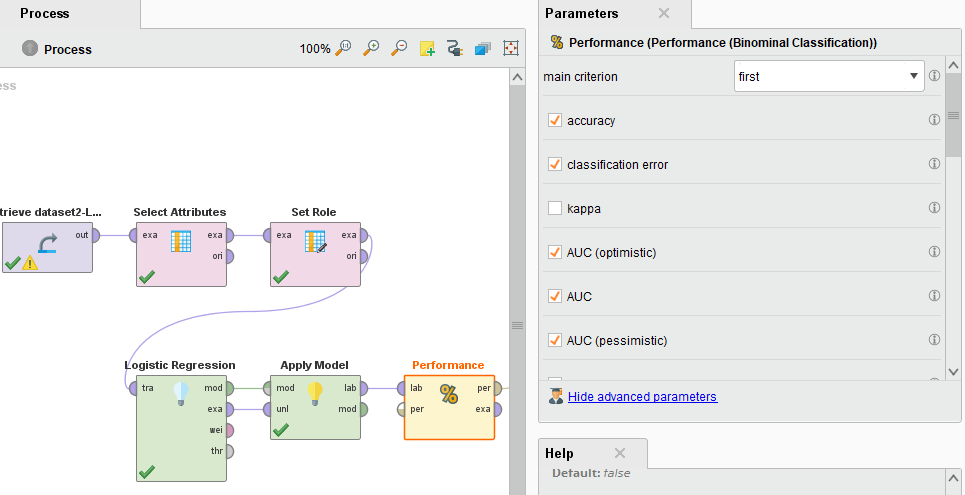 Process
Process
100%
ess
trieve dataset2-L...
out
Select Attributes
exa
exa
ori
Set Role
exa
exa
ori
Logistic Regression
tra
mod
exa
wei
thr
Apply Model
mod
lab
unl
mod
Performance
lab
per
per
exa
Parameters
Performance (Performance (Binominal Classification))
main criterion
first
accuracy
classification error
kappa
AUC (optimistic)
AUC
AUC (pessimistic)
Hide advanced parameters
Help
Default: false